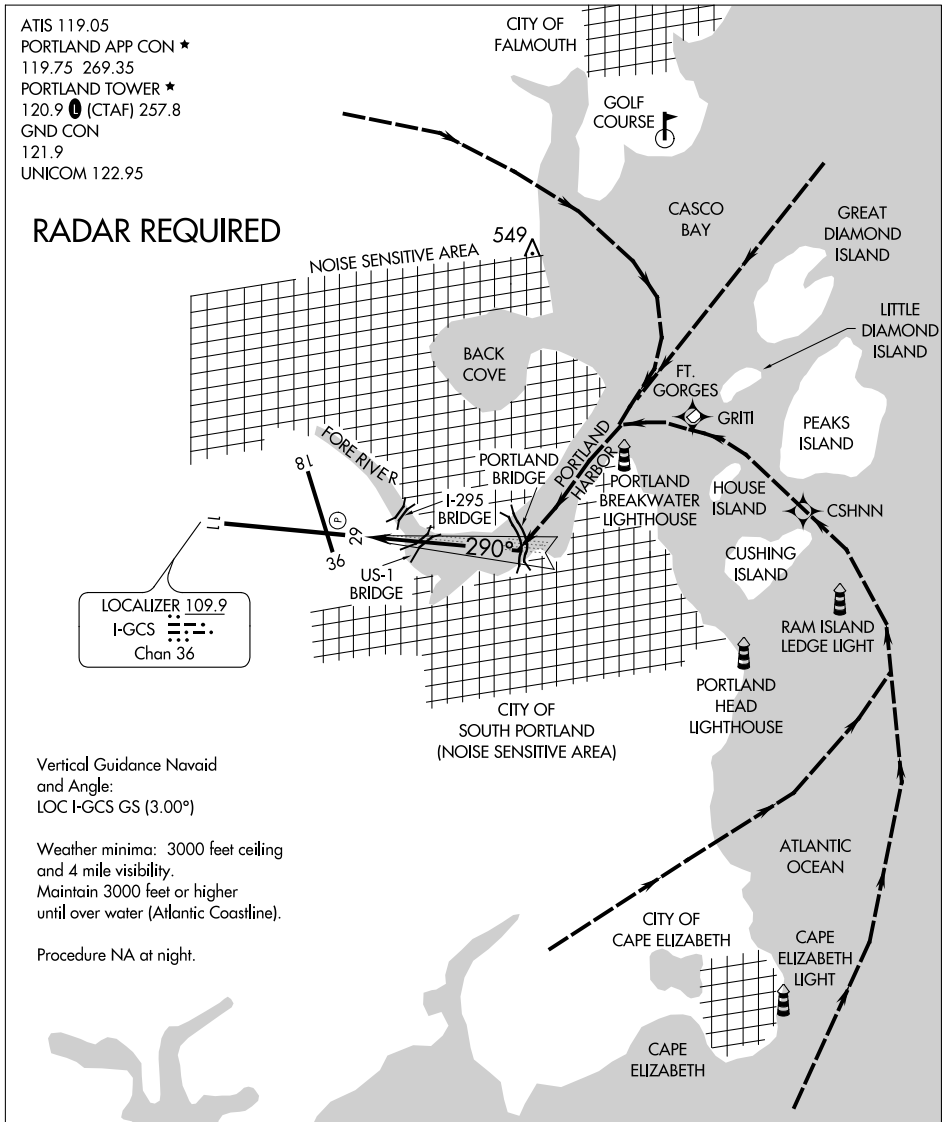 ATIS 119.05
PORTLAND APP CON ★
119.75 269.35
PORTLAND TOWER ★
120.9 L (CTAF) 257.8
GND CON
121.9
UNICOM 122.95
RADAR REQUIRED
CITY OF
FALMOUTH
GOLF
COURSE
CASCO
BAY
GREAT
DIAMOND
ISLAND
549
NOISE SENSITIVE AREA
LITTLE
DIAMOND
ISLAND
BACK
COVE
FT.
GORGES
GRITI
PEAKS
ISLAND
FORE RIVER
PORTLAND
HARBOR
PORTLAND
BRIDGE
I-295
BRIDGE
PORTLAND
BREAKWATER
LIGHTHOUSE
HOUSE
ISLAND
CSHNN
18
11
P
29
36
290°
US-1
BRIDGE
CUSHING
ISLAND
LOCALIZER 109.9
I-GCS
Chan 36
RAM ISLAND
LEDGE LIGHT
PORTLAND
HEAD
LIGHTHOUSE
CITY OF
SOUTH PORTLAND
(NOISE SENSITIVE AREA)
Vertical Guidance Navaid
and Angle:
LOC I-GCS GS (3.00°)
Weather minima: 3000 feet ceiling
and 4 mile visibility.
Maintain 3000 feet or higher
until over water (Atlantic Coastline).
Procedure NA at night.
ATLANTIC
OCEAN
CITY OF
CAPE ELIZABETH
CAPE
ELIZABETH
LIGHT
CAPE
ELIZABETH